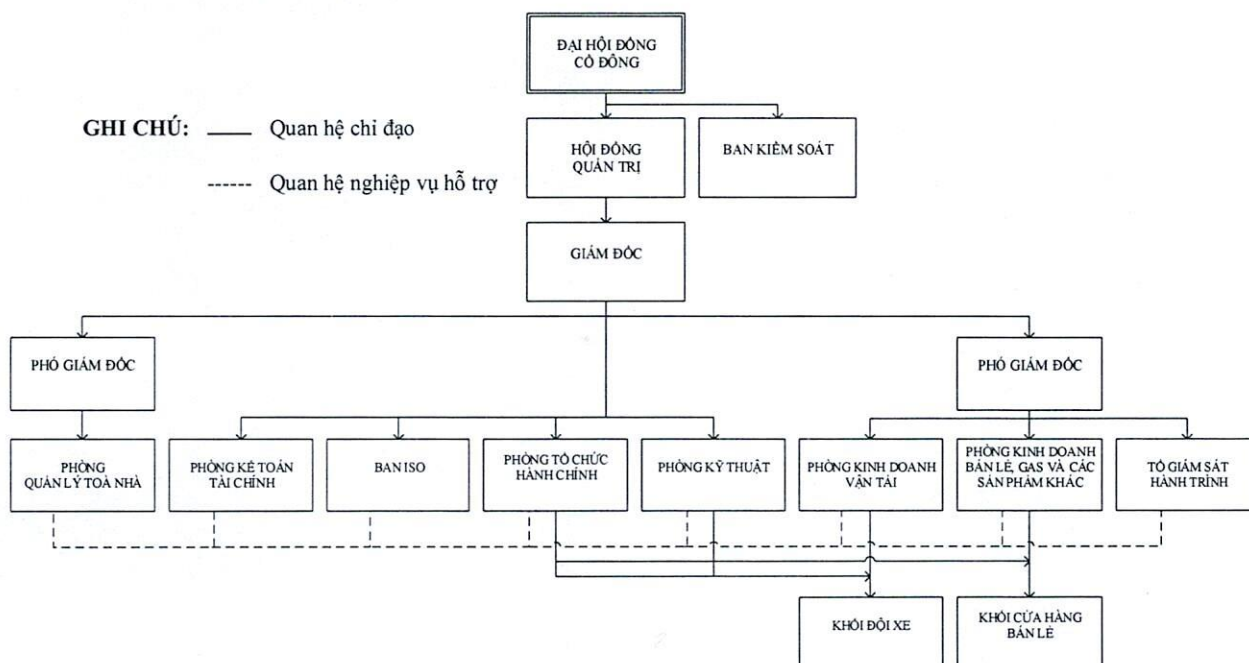 ĐẠI HỘI ĐỒNG
CỔ ĐÔNG
GHI CHÚ:
Quan hệ chỉ đạo
Quan hệ nghiệp vụ hỗ trợ
HỘI ĐỒNG
QUẢN TRỊ
BAN KIỂM SOÁT
GIÁM ĐỐC
PHÓ GIÁM ĐỐC
PHÓ GIÁM ĐỐC
PHÒNG
QUẢN LÝ TOÀ NHÀ
PHÒNG KẾ TOÁN
TÀI CHÍNH
BAN ISO
PHÒNG TỔ CHỨC
HÀNH CHÍNH
PHÒNG KỸ THUẬT
PHÒNG KINH DOANH
VẬN TẢI
PHÒNG KINH DOANH
BÁN LẺ, GAS VÀ CÁC
SẢN PHẨM KHÁC
TỔ GIÁM SÁT
HÀNH TRÌNH
KHỐI ĐỘI XE
KHỐI CỬA HÀNG
BÁN LẺ